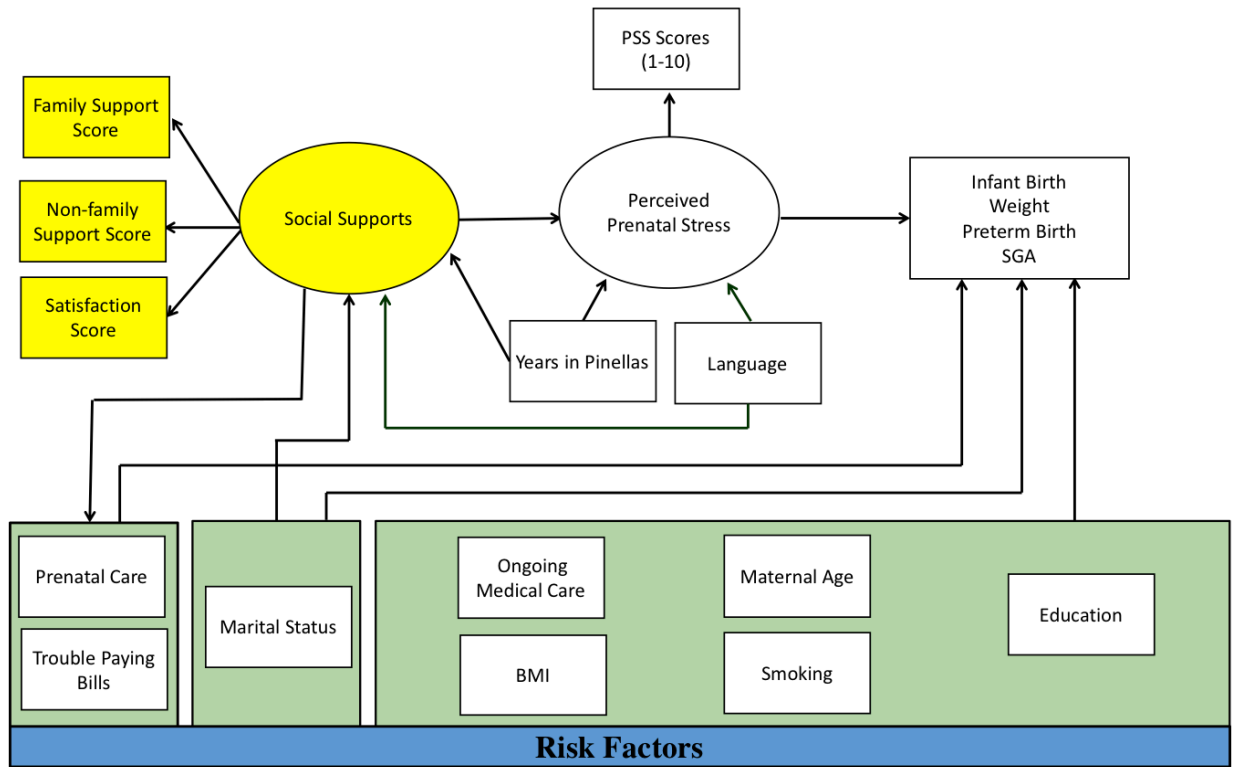 PSS Scores
(1-10)
Family Support
Score
Non-family
Support Score
Satisfaction
Score
Social Supports
Perceived
Prenatal Stress
Infant Birth
Weight
Preterm Birth
SGA
Years in Pinellas
Language
Prenatal Care
Trouble Paying
Bills
Marital Status
Ongoing
Medical Care
BMI
Maternal Age
Smoking
Education
Risk Factors